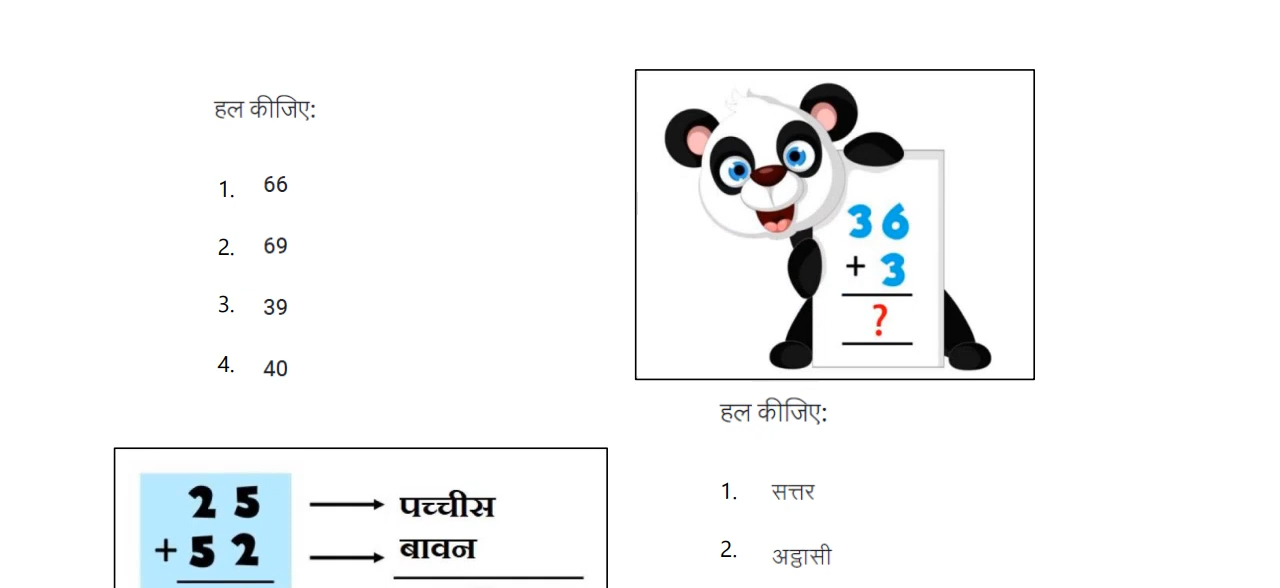 हल कीजिए:
1. 66
2. 69
3. 39
4. 40
36
+ 3
?
25 → पच्चीस
+ 52 → बावन
हल कीजिए:
1. सत्तर
2. अट्ठासी